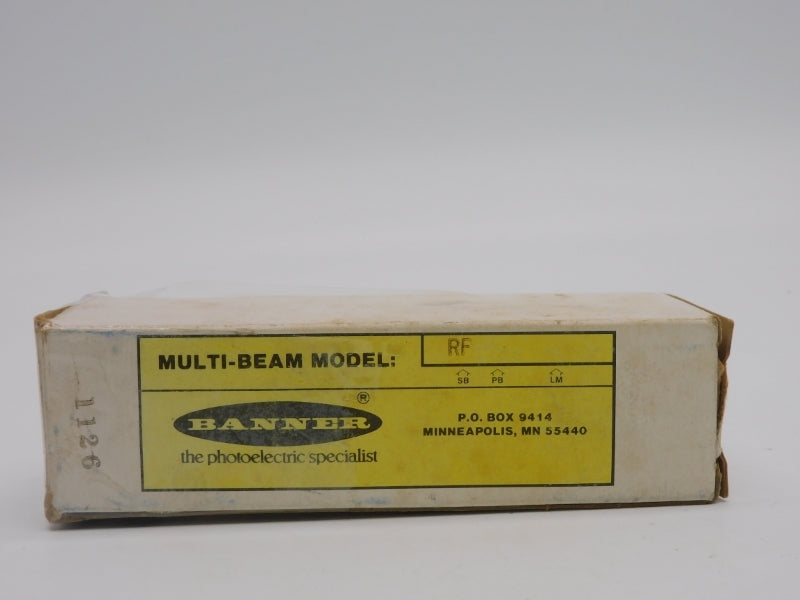 MULTI-BEAM MODEL:
RF
SB PB LM
BANNER®
the photoelectric specialist
P.O. BOX 9414
MINNEAPOLIS, MN 55440
1126